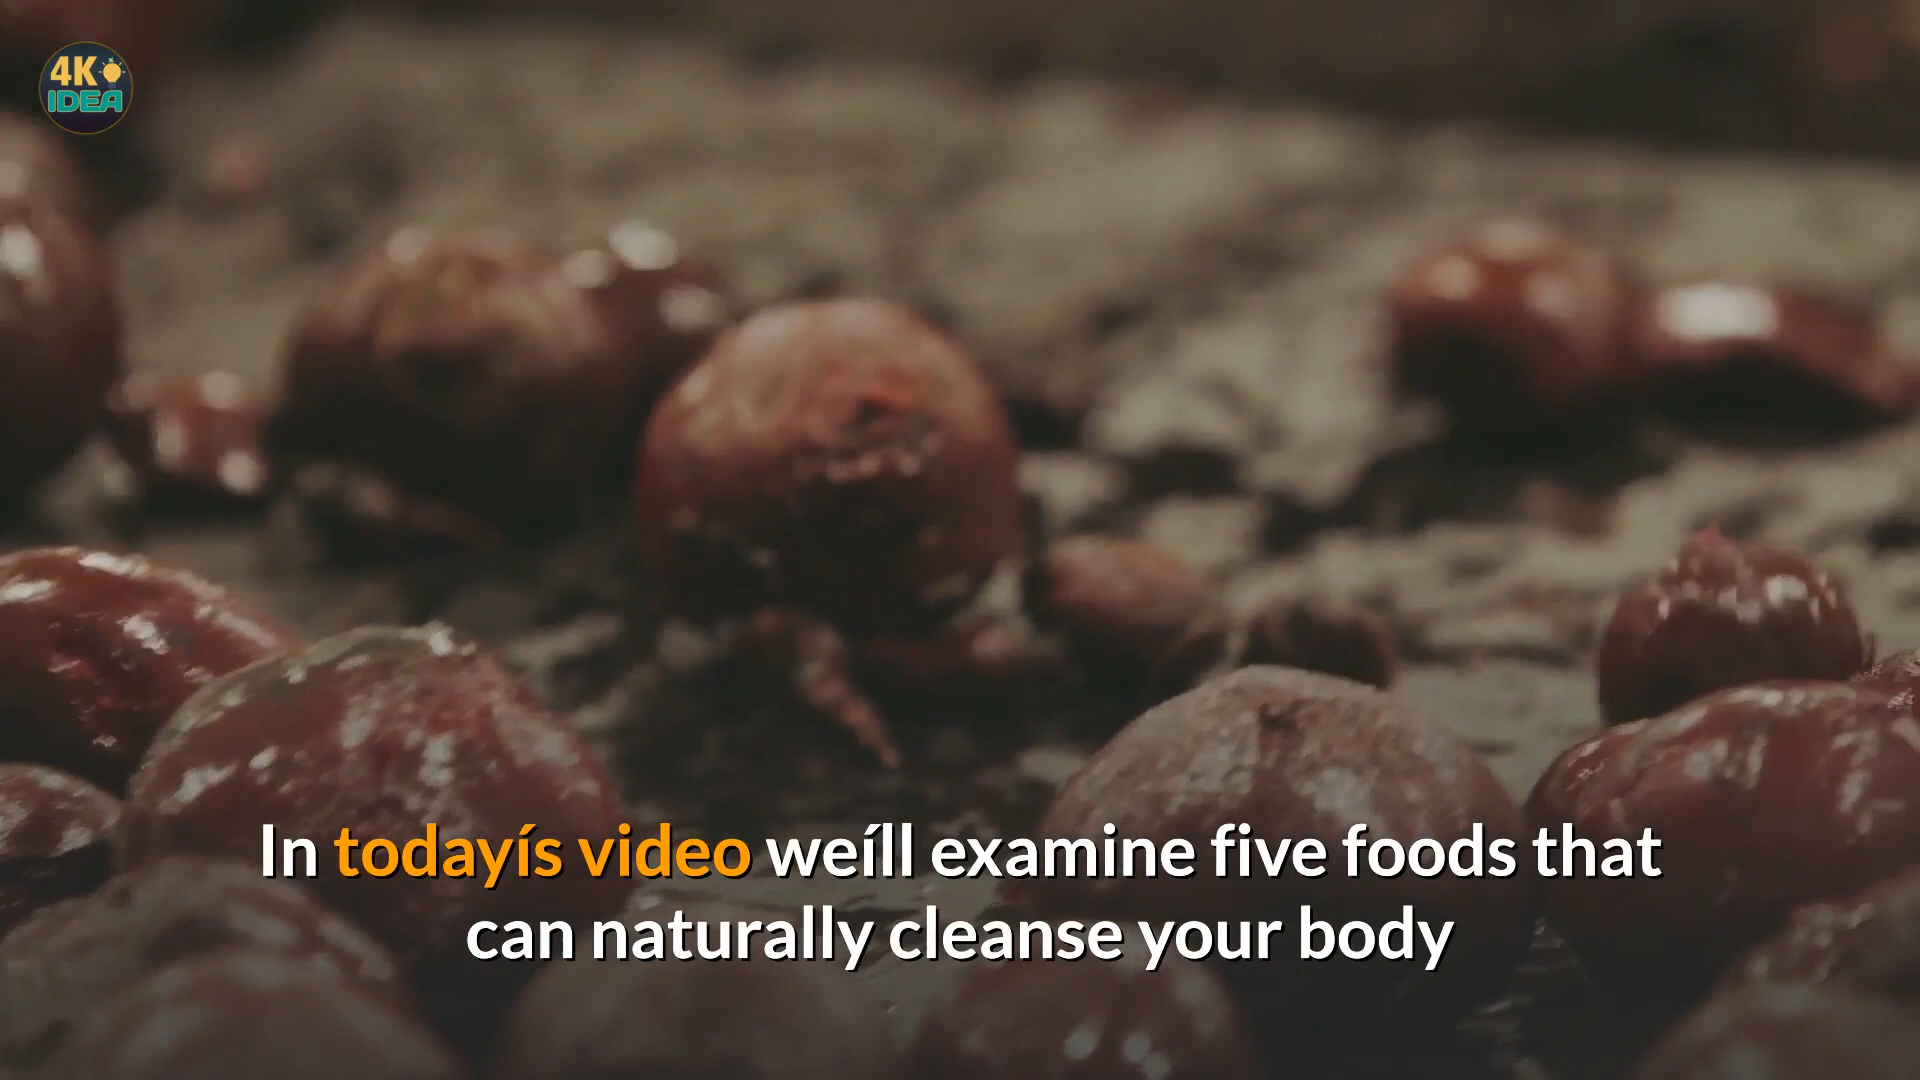 4K
IDEA
In todayís video weíll examine five foods that
can naturally cleanse your body